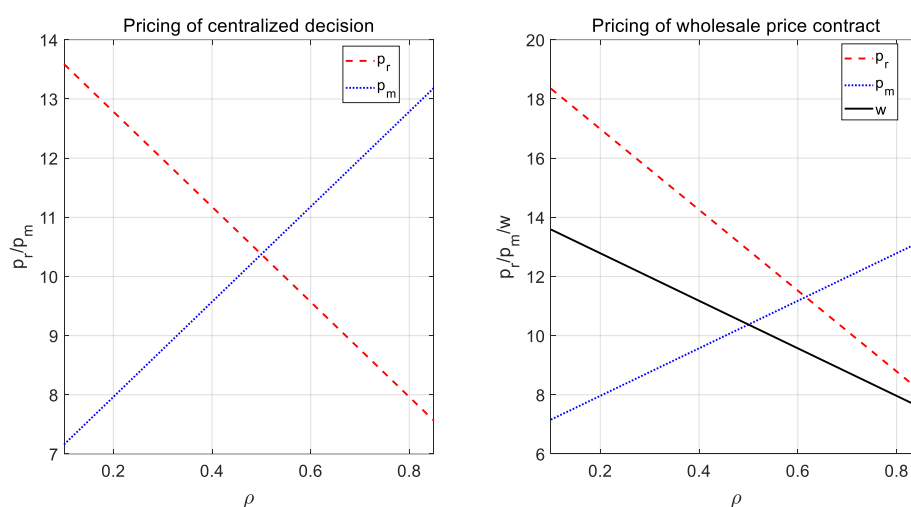 Pricing of centralized decision
14
13
12
11
10
9
8
7
0.2
0.4
0.6
0.8
p_r/p_m
ρ
p_r
p_m
Pricing of wholesale price contract
20
18
16
14
12
10
8
6
0.2
0.4
0.6
0.8
p_r/p_m/w
ρ
p_r
p_m
w